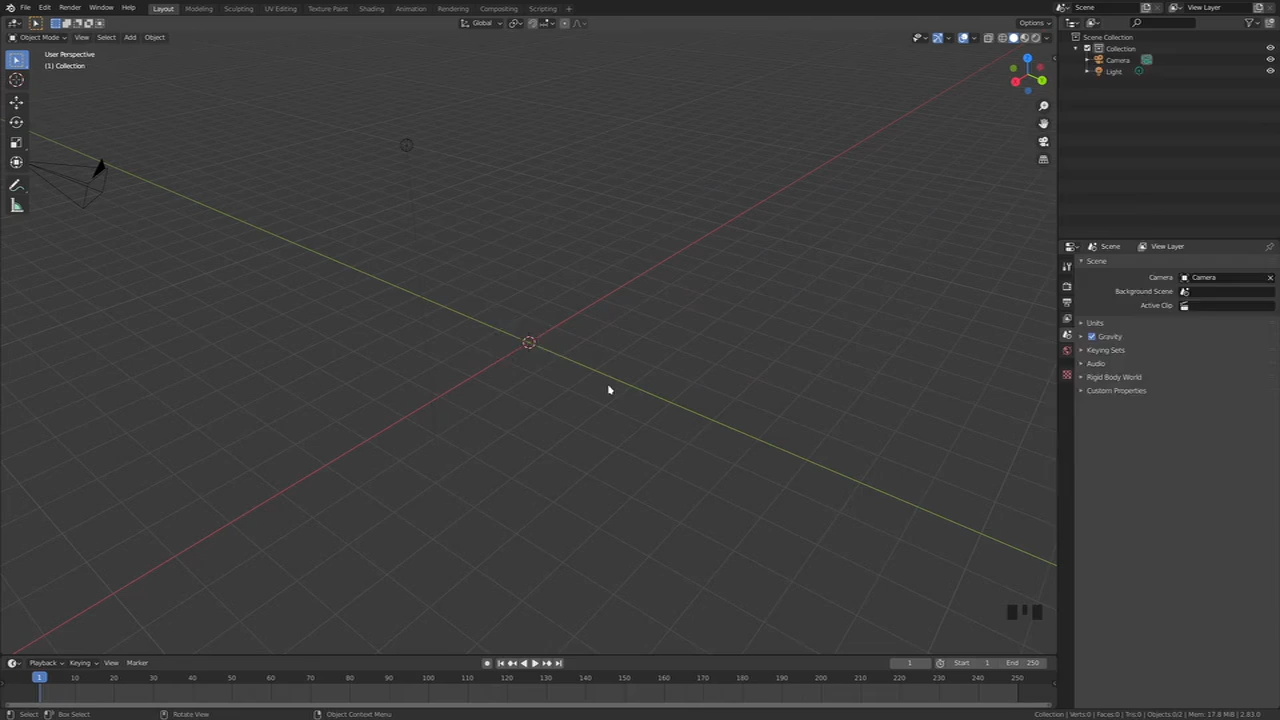 File Edit Render Window Help Layout Modeling Sculpting UV Editing Texture Paint Shading Animation Rendering Compositing Scripting + Scene View Layer
Global Options
Object Mode View Select Add Object
User Perspective
(1) Collection
Scene Collection
Collection
Camera
Light
Z
X
Y
Scene View Layer
Scene
Camera Camera
Background Scene
Active Clip
Units
Gravity
Keying Sets
Audio
Rigid Body World
Custom Properties
Playback Keying View Marker 1 Start 1 End 250
1 10 20 30 40 50 60 70 80 90 100 110 120 130 140 150 160 170 180 190 200 210 220 230 240 250
Select Box Select Rotate View Object Context Menu Collection | Verts:0 | Faces:0 | Tris:0 | Objects:0/2 | Mem: 17.8 MiB | 2.83.0